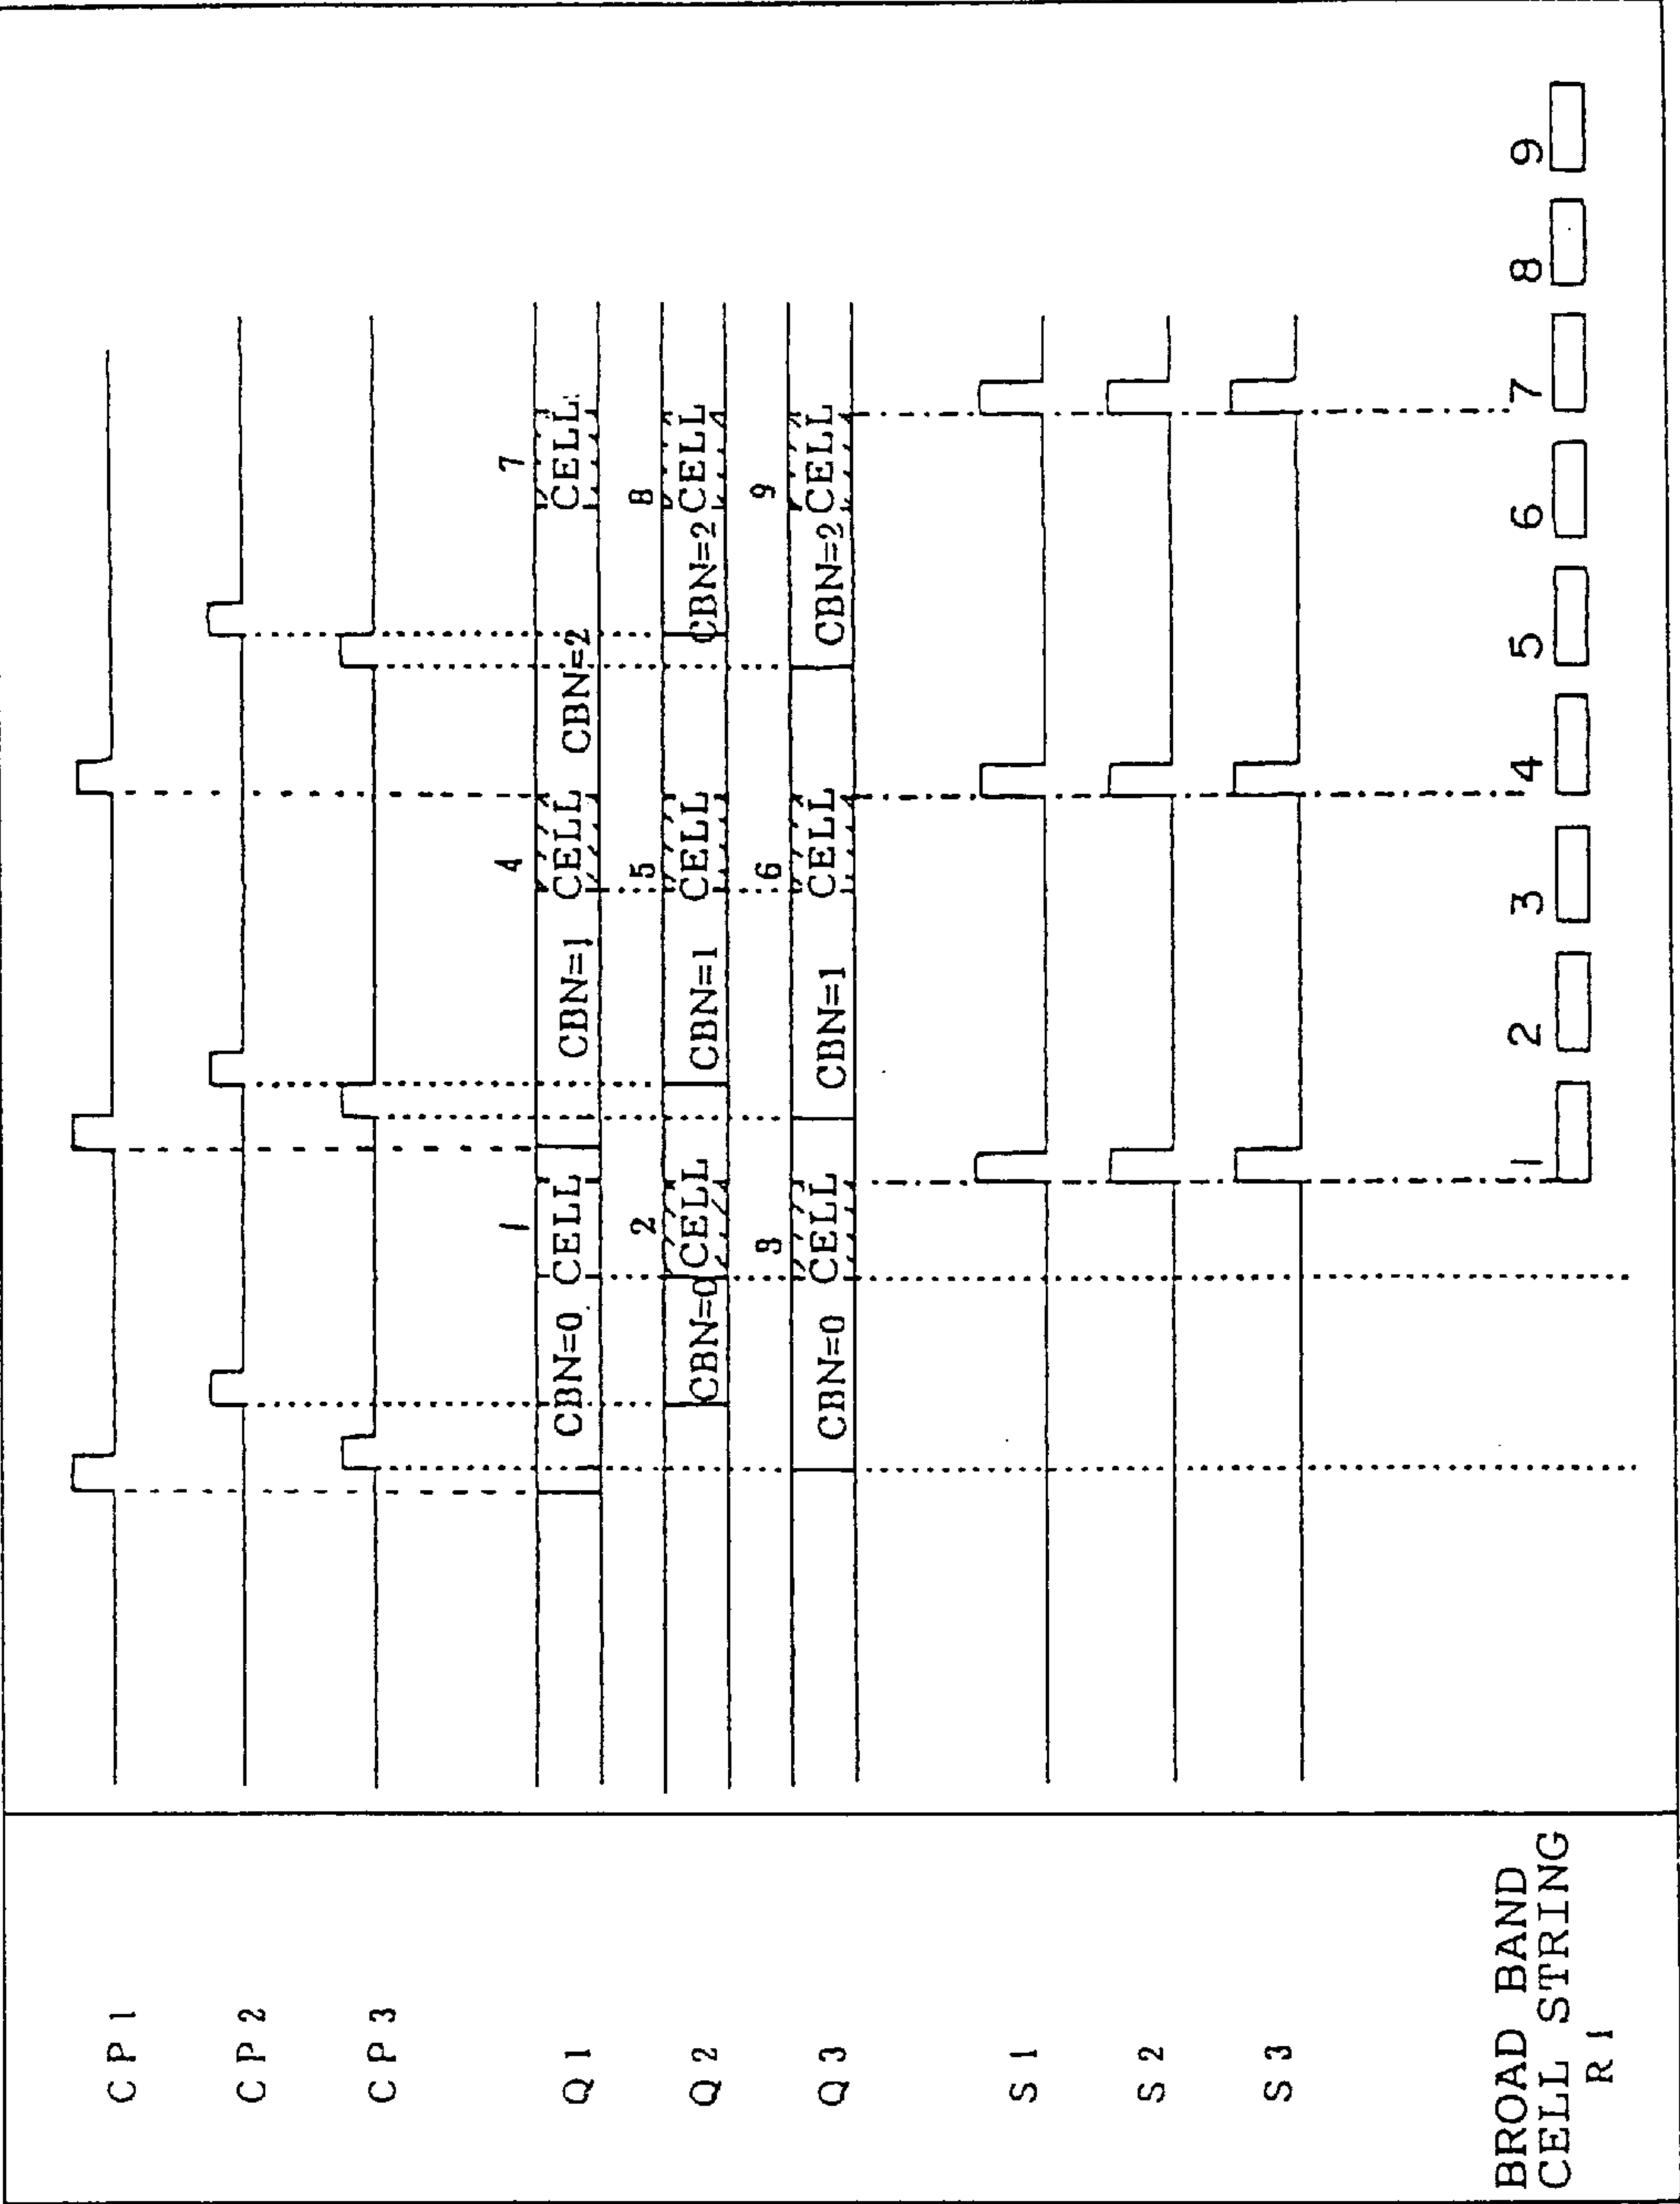 CP1
CP2
CP3
1 4 7
Q1 CBN=0 CELL CBN=1 CELL CBN=2 CELL
2 5 8
Q2 CBN=0 CELL CBN=1 CELL CBN=2 CELL
3 6 9
Q3 CBN=0 CELL CBN=1 CELL CBN=2 CELL
S1
S2
S3
1 2 3 4 5 6 7 8 9
BROAD BAND
CELL STRING
R1